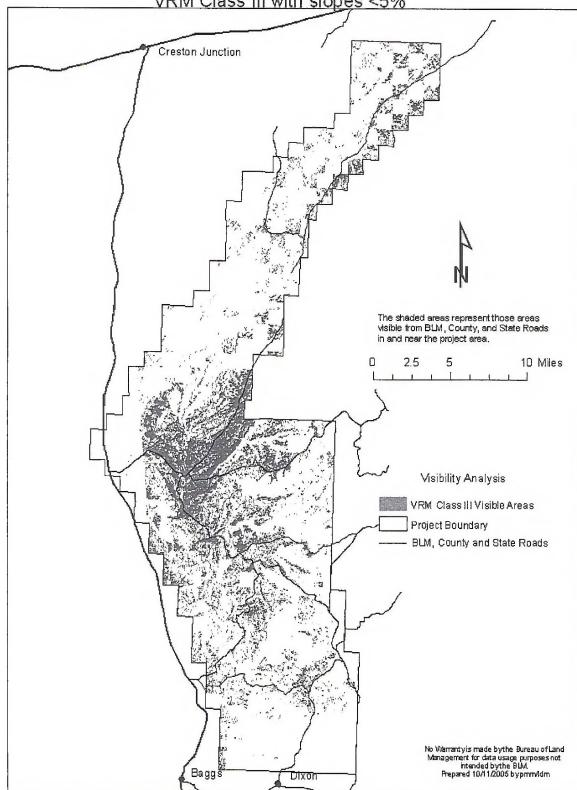 VRM Class III with slopes <5%
Creston Junction
N
The shaded areas represent those areas
visible from BLM, County, and State Roads
in and near the project area.
0 2.5 5 10 Miles
Visibility Analysis
VRM Class III Visible Areas
Project Boundary
BLM, County and State Roads
No Warranty is made by the Bureau of Land
Management for data usage purposes not
intended by the BLM.
Prepared 10/11/2005 by pmm/ldm
Baggs
Dixon